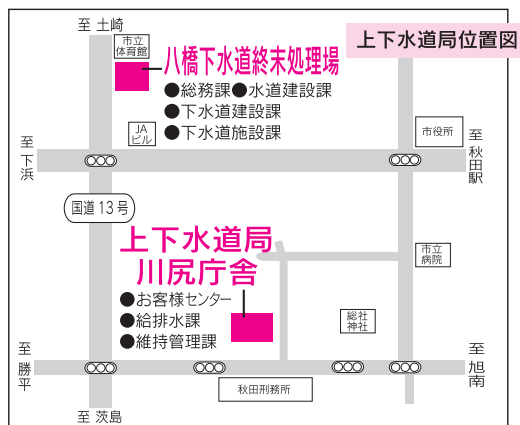 至 土崎
上下水道局位置図
市立
体育館
八橋下水道終末処理場
●総務課●水道建設課
●下水道建設課
●下水道施設課
JA
ビル
市役所
至 下浜
至 秋田駅
国道13号
上下水道局
川尻庁舎
市立
病院
●お客様センター
●給排水課
●維持管理課
総社
神社
至 勝平
至 旭南
秋田刑務所
至 茨島